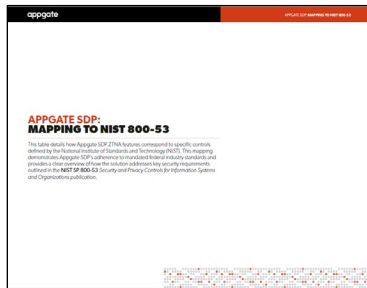 appgate
APPGATE SDP: MAPPING TO NIST 800-53
APPGATE SDP:
MAPPING TO NIST 800-53
This table details how Appgate SDP ZTNA features correspond to specific controls
defined by the National Institute of Standards and Technology (NIST). This mapping
demonstrates Appgate SDP's adherence to mandated federal industry standards and
provides a clear overview of how the solution addresses key security requirements
outlined in the NIST SP 800-53 Security and Privacy Controls for Information Systems
and Organizations publication.